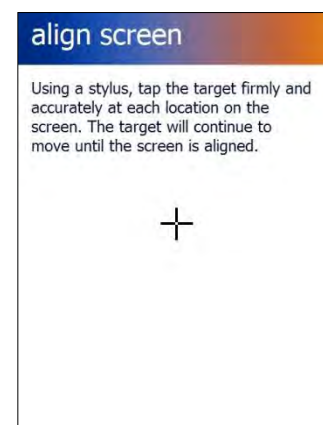 align screen
Using a stylus, tap the target firmly and
accurately at each location on the
screen. The target will continue to
move until the screen is aligned.